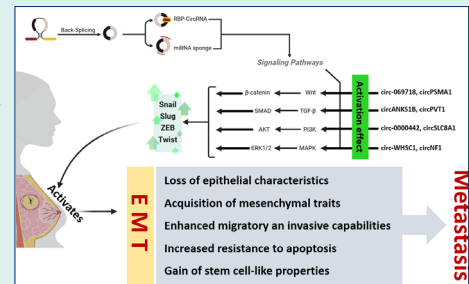 Back-Splicing
RBP-CircRNA
miRNA sponge
Signaling Pathways
β-catenin
Wnt
circ-069718, circPSMA1
SMAD
TGF-β
circANKS1B, circPVT1
AKT
PI3K
circ-0000442, circSLC8A1
ERK1/2
MAPK
circ-WHSC1, circNF1
Activation effect
Snail
Slug
ZEB
Twist
Activates
EMT
Loss of epithelial characteristics
Acquisition of mesenchymal traits
Enhanced migratory an invasive capabilities
Increased resistance to apoptosis
Gain of stem cell-like properties
Metastasis